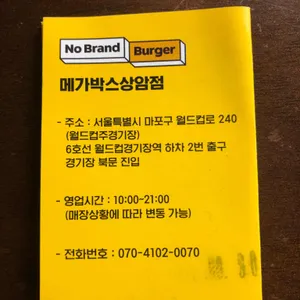 No Brand Burger
메가박스상암점
- 주소 : 서울특별시 마포구 월드컵로 240
(월드컵주경기장)
6호선 월드컵경기장역 하차 2번 출구
경기장 북문 진입
- 영업시간 : 10:00-21:00
(매장상황에 따라 변동 가능)
- 전화번호 : 070-4102-0070